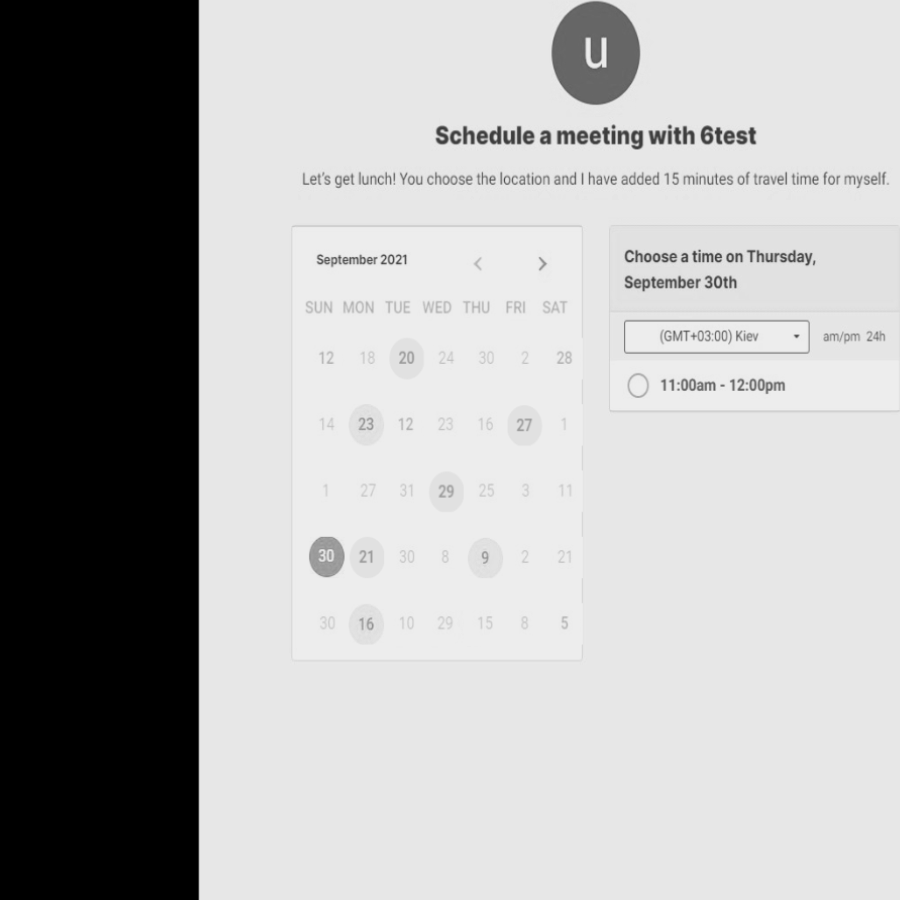 u
Schedule a meeting with 6test
Let's get lunch! You choose the location and I have added 15 minutes of travel time for myself.
September 2021
SUN MON TUE WED THU FRI SAT
12 18 20 24 30 2 28
14 23 12 23 16 27 1
1 27 31 29 25 3 11
30 21 30 8 9 2 21
30 16 10 29 15 8 5
Choose a time on Thursday,
September 30th
(GMT+03:00) Kiev am/pm 24h
11:00am - 12:00pm